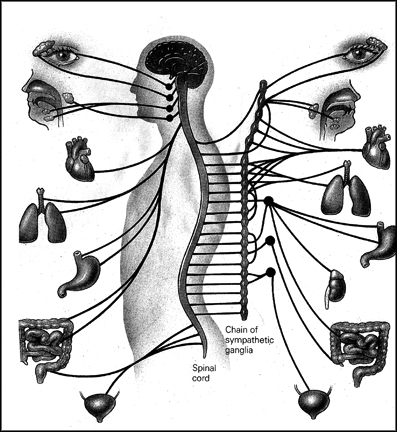 Chain of
sympathetic
ganglia
Spinal
cord